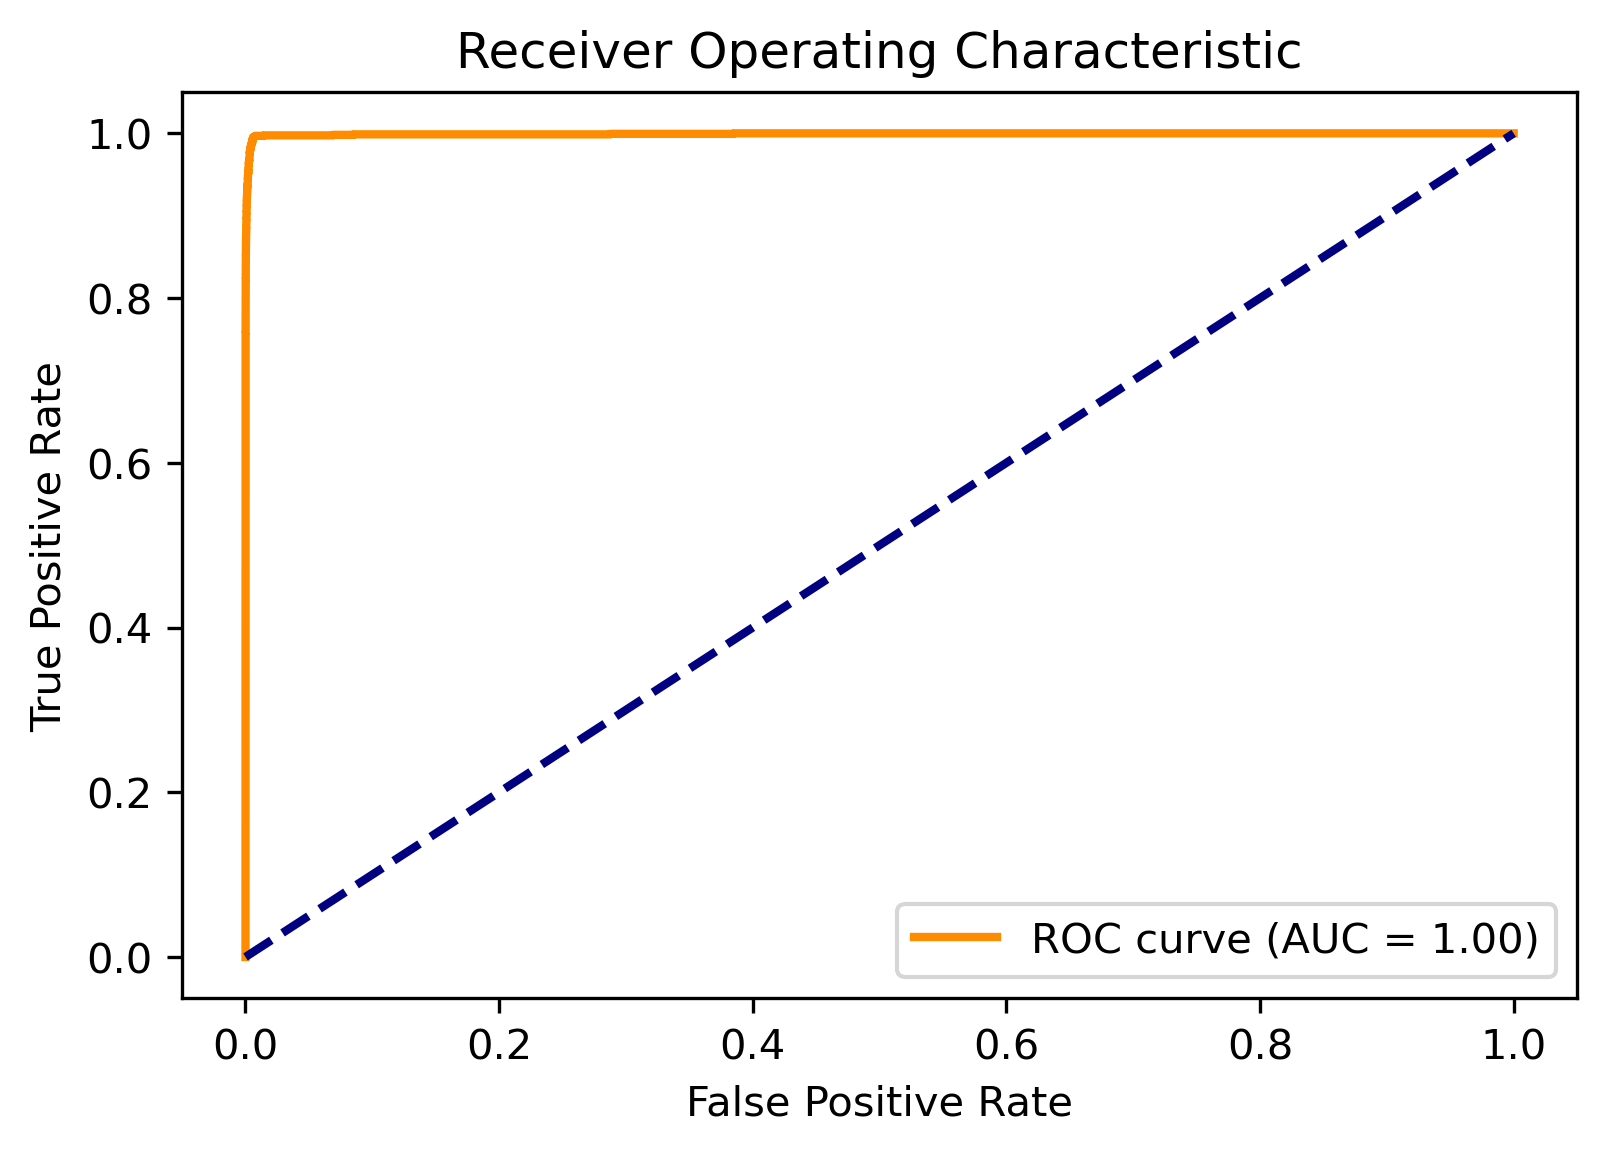 Receiver Operating Characteristic
True Positive Rate
1.0
0.8
0.6
0.4
0.2
0.0
ROC curve (AUC = 1.00)
0.0 0.2 0.4 0.6 0.8 1.0
False Positive Rate